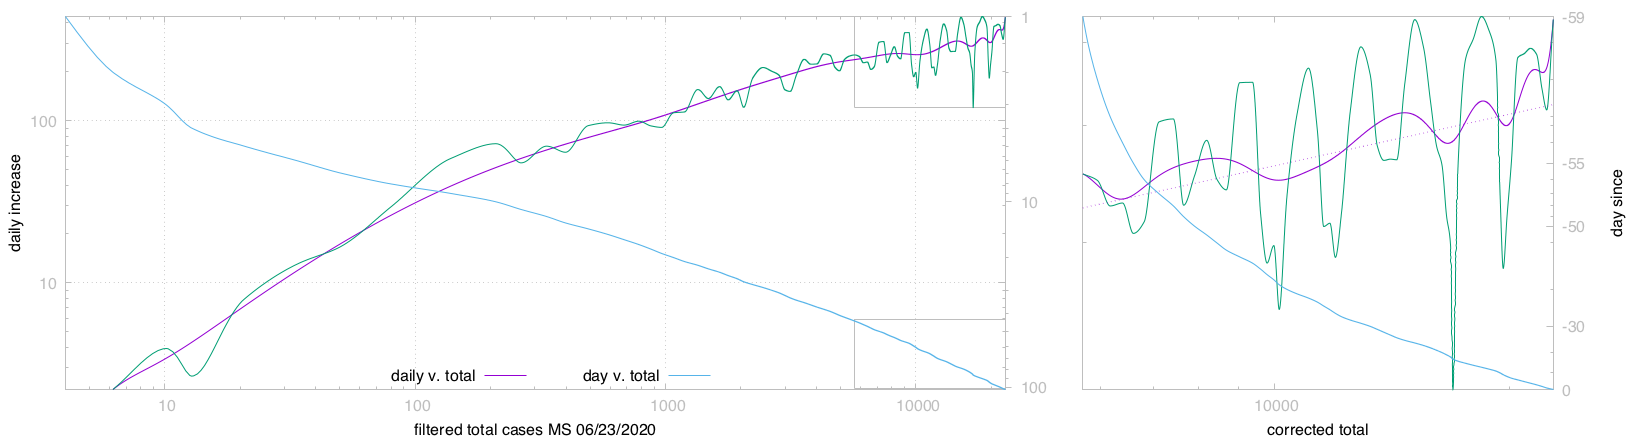 1
-59
100
-55
10
-50
daily increase
day since
10
-30
daily v. total
day v. total
100
0
10
100
1000
10000
10000
filtered total cases MS 06/23/2020
corrected total